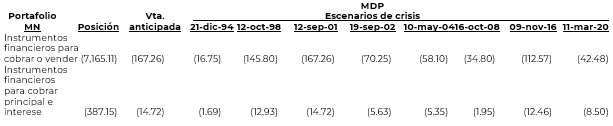 MDP
Portafolio Vta. Escenarios de crisis
MN Posición anticipada 21-dic-94 12-oct-98 12-sep-01 19-sep-02 10-may-04 16-oct-08 09-nov-16 11-mar-20
Instrumentos
financieros para
cobrar o vender (7,165.11) (167.26) (16.75) (145.80) (167.26) (70.25) (58.10) (34.80) (112.57) (42.48)
Instrumentos
financieros
para cobrar
principal e
interese (387.15) (14.72) (1.69) (12.93) (14.72) (5.63) (5.35) (1.95) (12.46) (8.50)